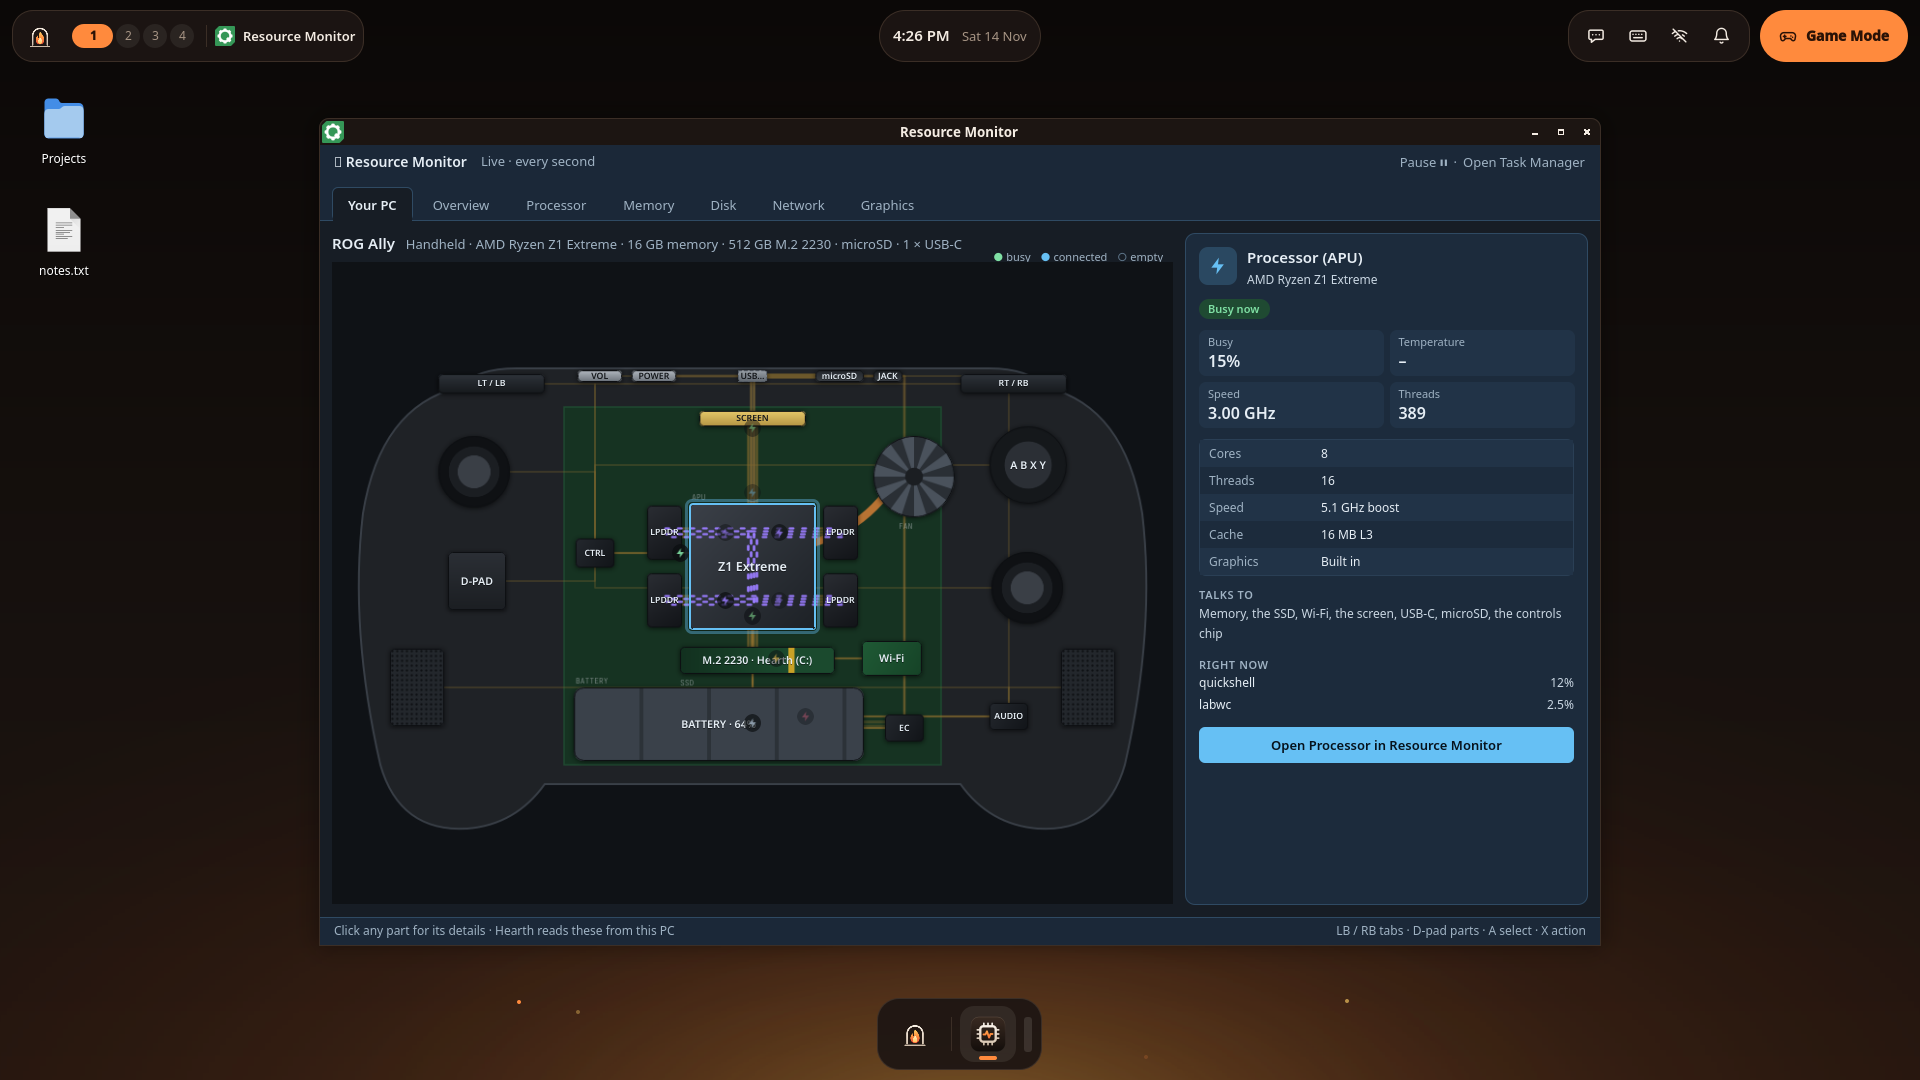 1 2 3 4 Resource Monitor
4:26 PM Sat 14 Nov
Game Mode
Projects
notes.txt
Resource Monitor
Resource Monitor Live · every second
Pause · Open Task Manager
Your PC Overview Processor Memory Disk Network Graphics
ROG Ally Handheld · AMD Ryzen Z1 Extreme · 16 GB memory · 512 GB M.2 2230 · microSD · 1 × USB-C
busy connected empty
LT / LB VOL POWER USB... microSD JACK RT / RB
SCREEN
A B X Y
APU
FAN
LPDDR LPDDR
CTRL
Z1 Extreme
D-PAD
LPDDR LPDDR
M.2 2230 · Hearth (C:)
Wi-Fi
BATTERY SSD
BATTERY · 64
AUDIO
EC
Processor (APU)
AMD Ryzen Z1 Extreme
Busy now
Busy
15%
Temperature
–
Speed
3.00 GHz
Threads
389
Cores 8
Threads 16
Speed 5.1 GHz boost
Cache 16 MB L3
Graphics Built in
TALKS TO
Memory, the SSD, Wi-Fi, the screen, USB-C, microSD, the controls
chip
RIGHT NOW
quickshell 12%
labwc 2.5%
Open Processor in Resource Monitor
Click any part for its details · Hearth reads these from this PC
LB / RB tabs · D-pad parts · A select · X action